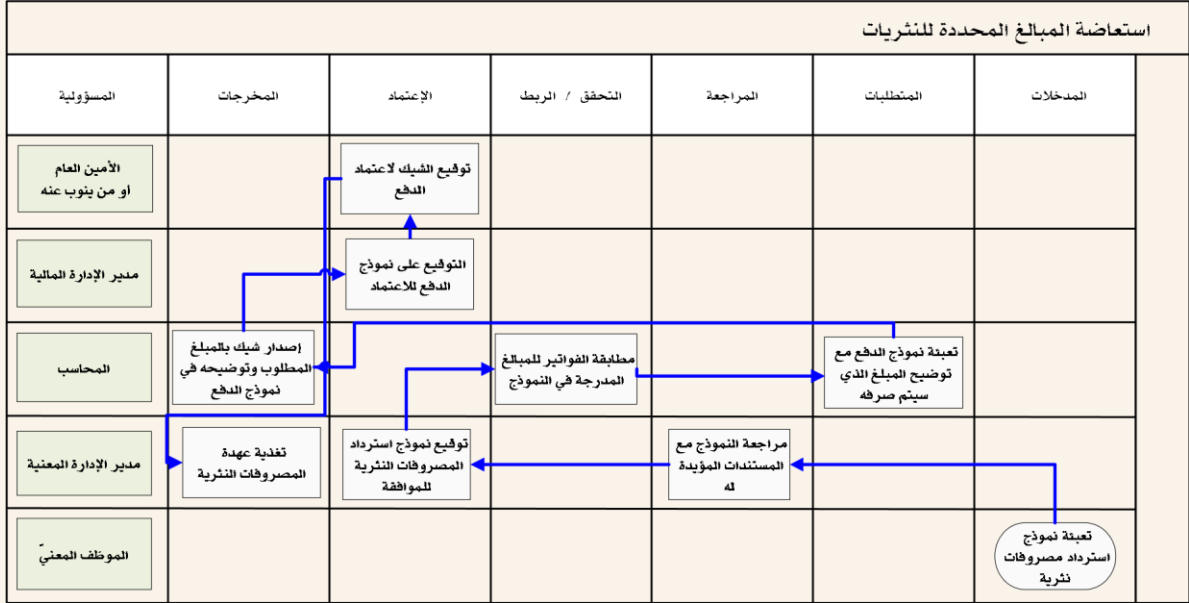 استعاضة المبالغ المحددة للنثريات
المدخلات
المتطلبات
المراجعة
التحقق / الربط
الإعتماد
المخرجات
المسؤولية
توقيع الشيك لاعتماد
الدفع
الأمين العام
أو من ينوب عنه
التوقيع على نموذج
الدفع للاعتماد
مدير الإدارة المالية
تعبئة نموذج الدفع مع
توضيح المبلغ الذي
سيتم صرفه
مطابقة الفواتير للمبالغ
المدرجة في النموذج
إصدار شيك بالمبلغ
المطلوب وتوضيحه في
نموذج الدفع
المحاسب
مراجعة النموذج مع
المستندات المؤيدة
له
توقيع نموذج استرداد
المصروفات النثرية
للموافقة
تغذية عهدة
المصروفات النثرية
مدير الإدارة المعنية
تعبئة نموذج
استرداد مصروفات
نثرية
الموظف المعنيّ